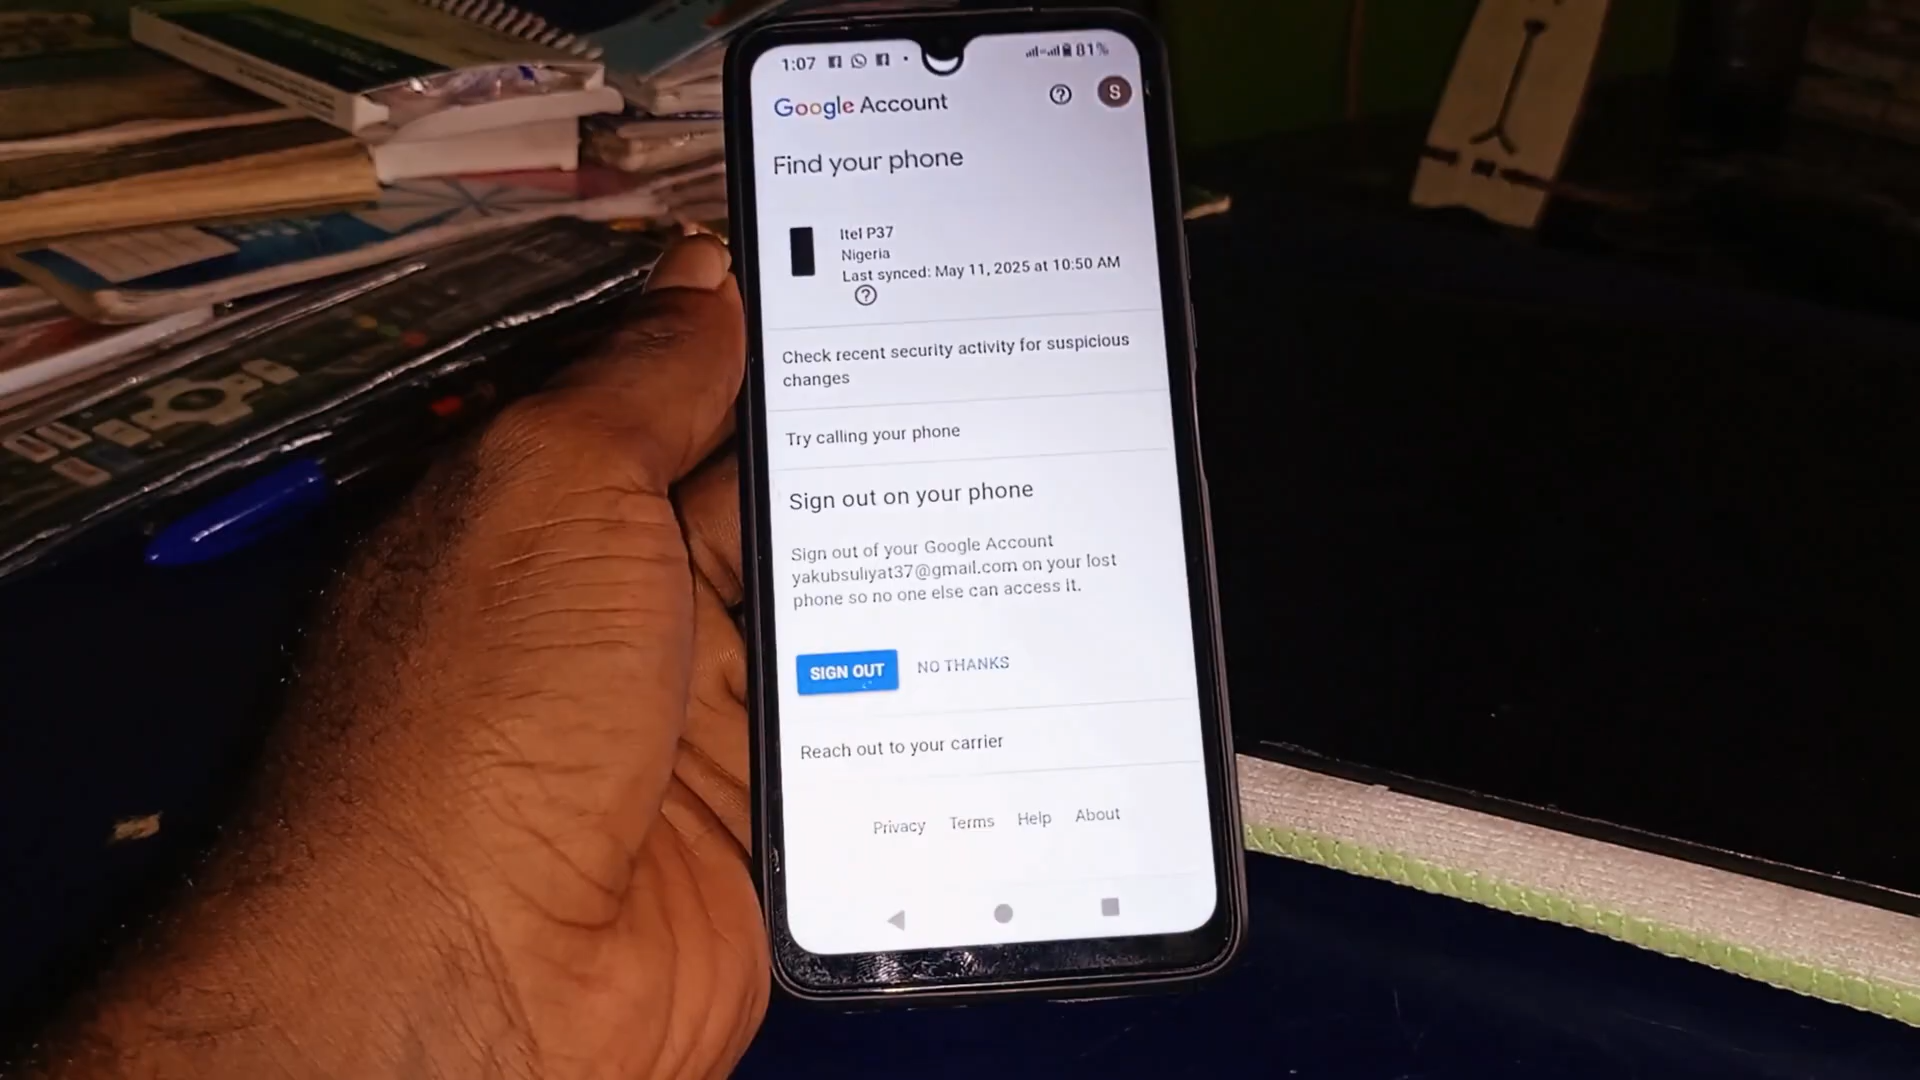 1:07
81%
Google Account
S
Find your phone
Itel P37
Nigeria
Last synced: May 11, 2025 at 10:50 AM
Check recent security activity for suspicious
changes
Try calling your phone
Sign out on your phone
Sign out of your Google Account
yakubsuliyat37@gmail.com on your lost
phone so no one else can access it.
SIGN OUT NO THANKS
Reach out to your carrier
Privacy Terms Help About